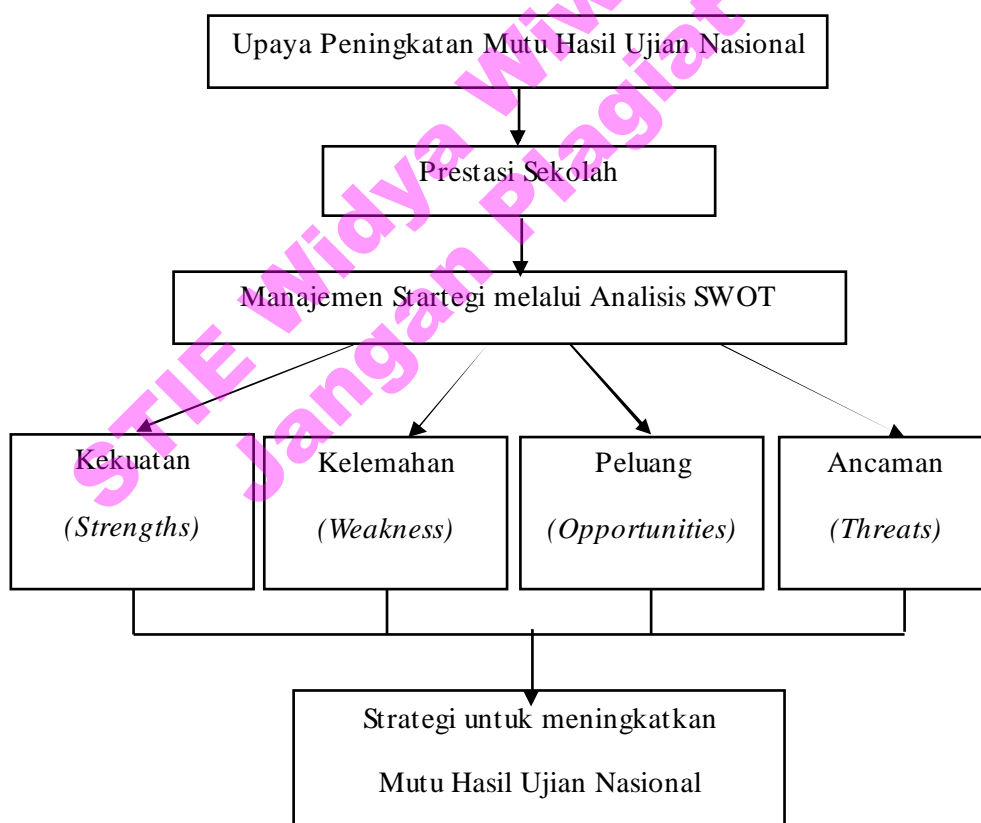 Upaya Peningkatan Mutu Hasil Ujian Nasional
Prestasi Sekolah
Manajemen Startegi melalui Analisis SWOT
Kekuatan
(Strengths)
Kelemahan
(Weakness)
Peluang
(Opportunities)
Ancaman
(Threats)
Strategi untuk meningkatkan
Mutu Hasil Ujian Nasional
STIE Widya
Jangan Plagiat